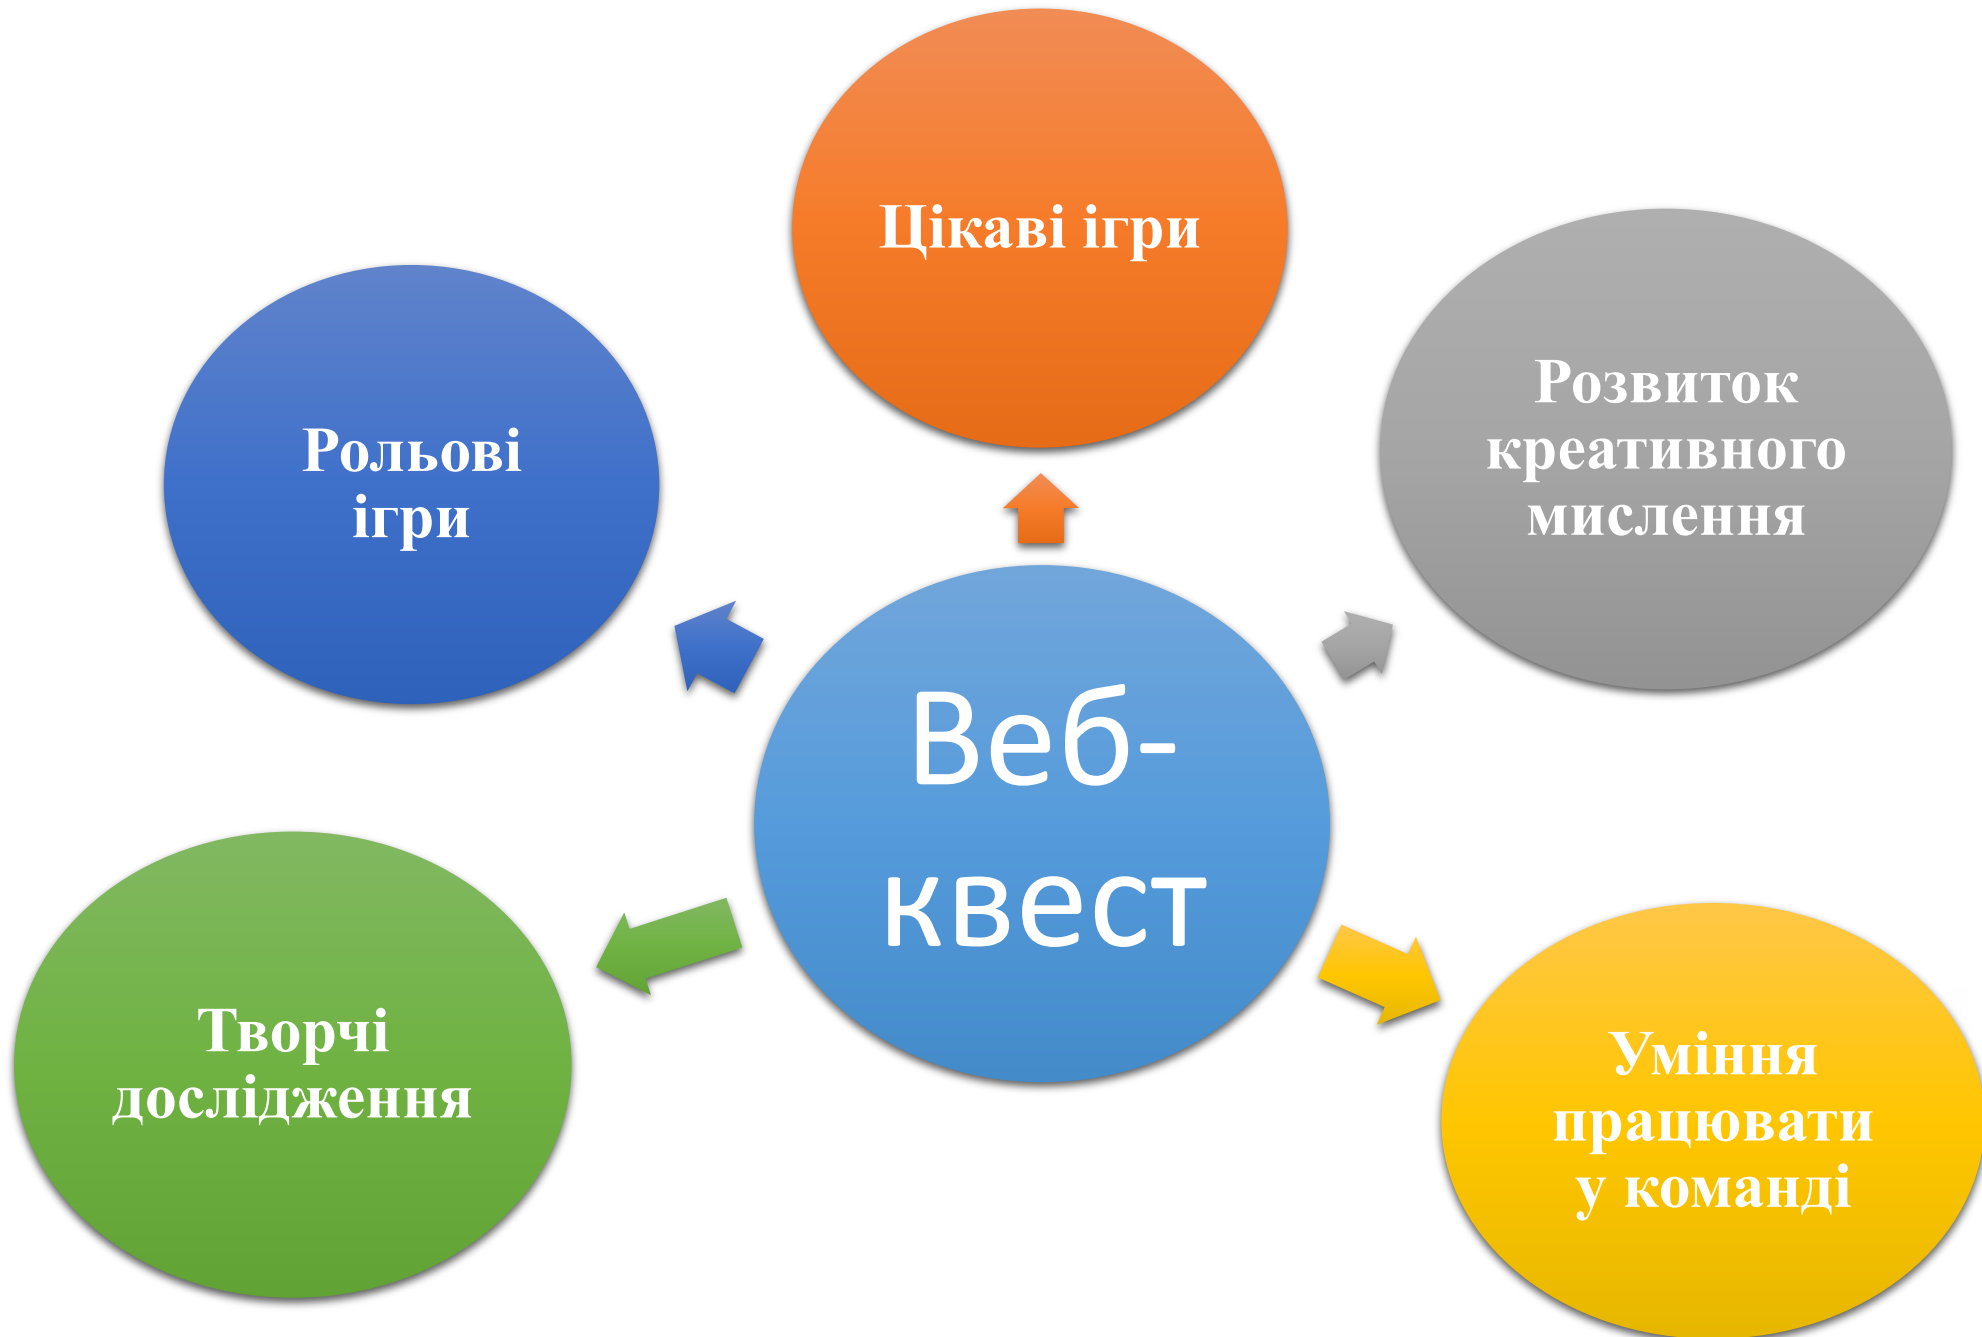 Цікаві ігри
Розвиток
креативного
мислення
Рольові
ігри
Веб-
квест
Творчі
дослідження
Уміння
працювати
у команді